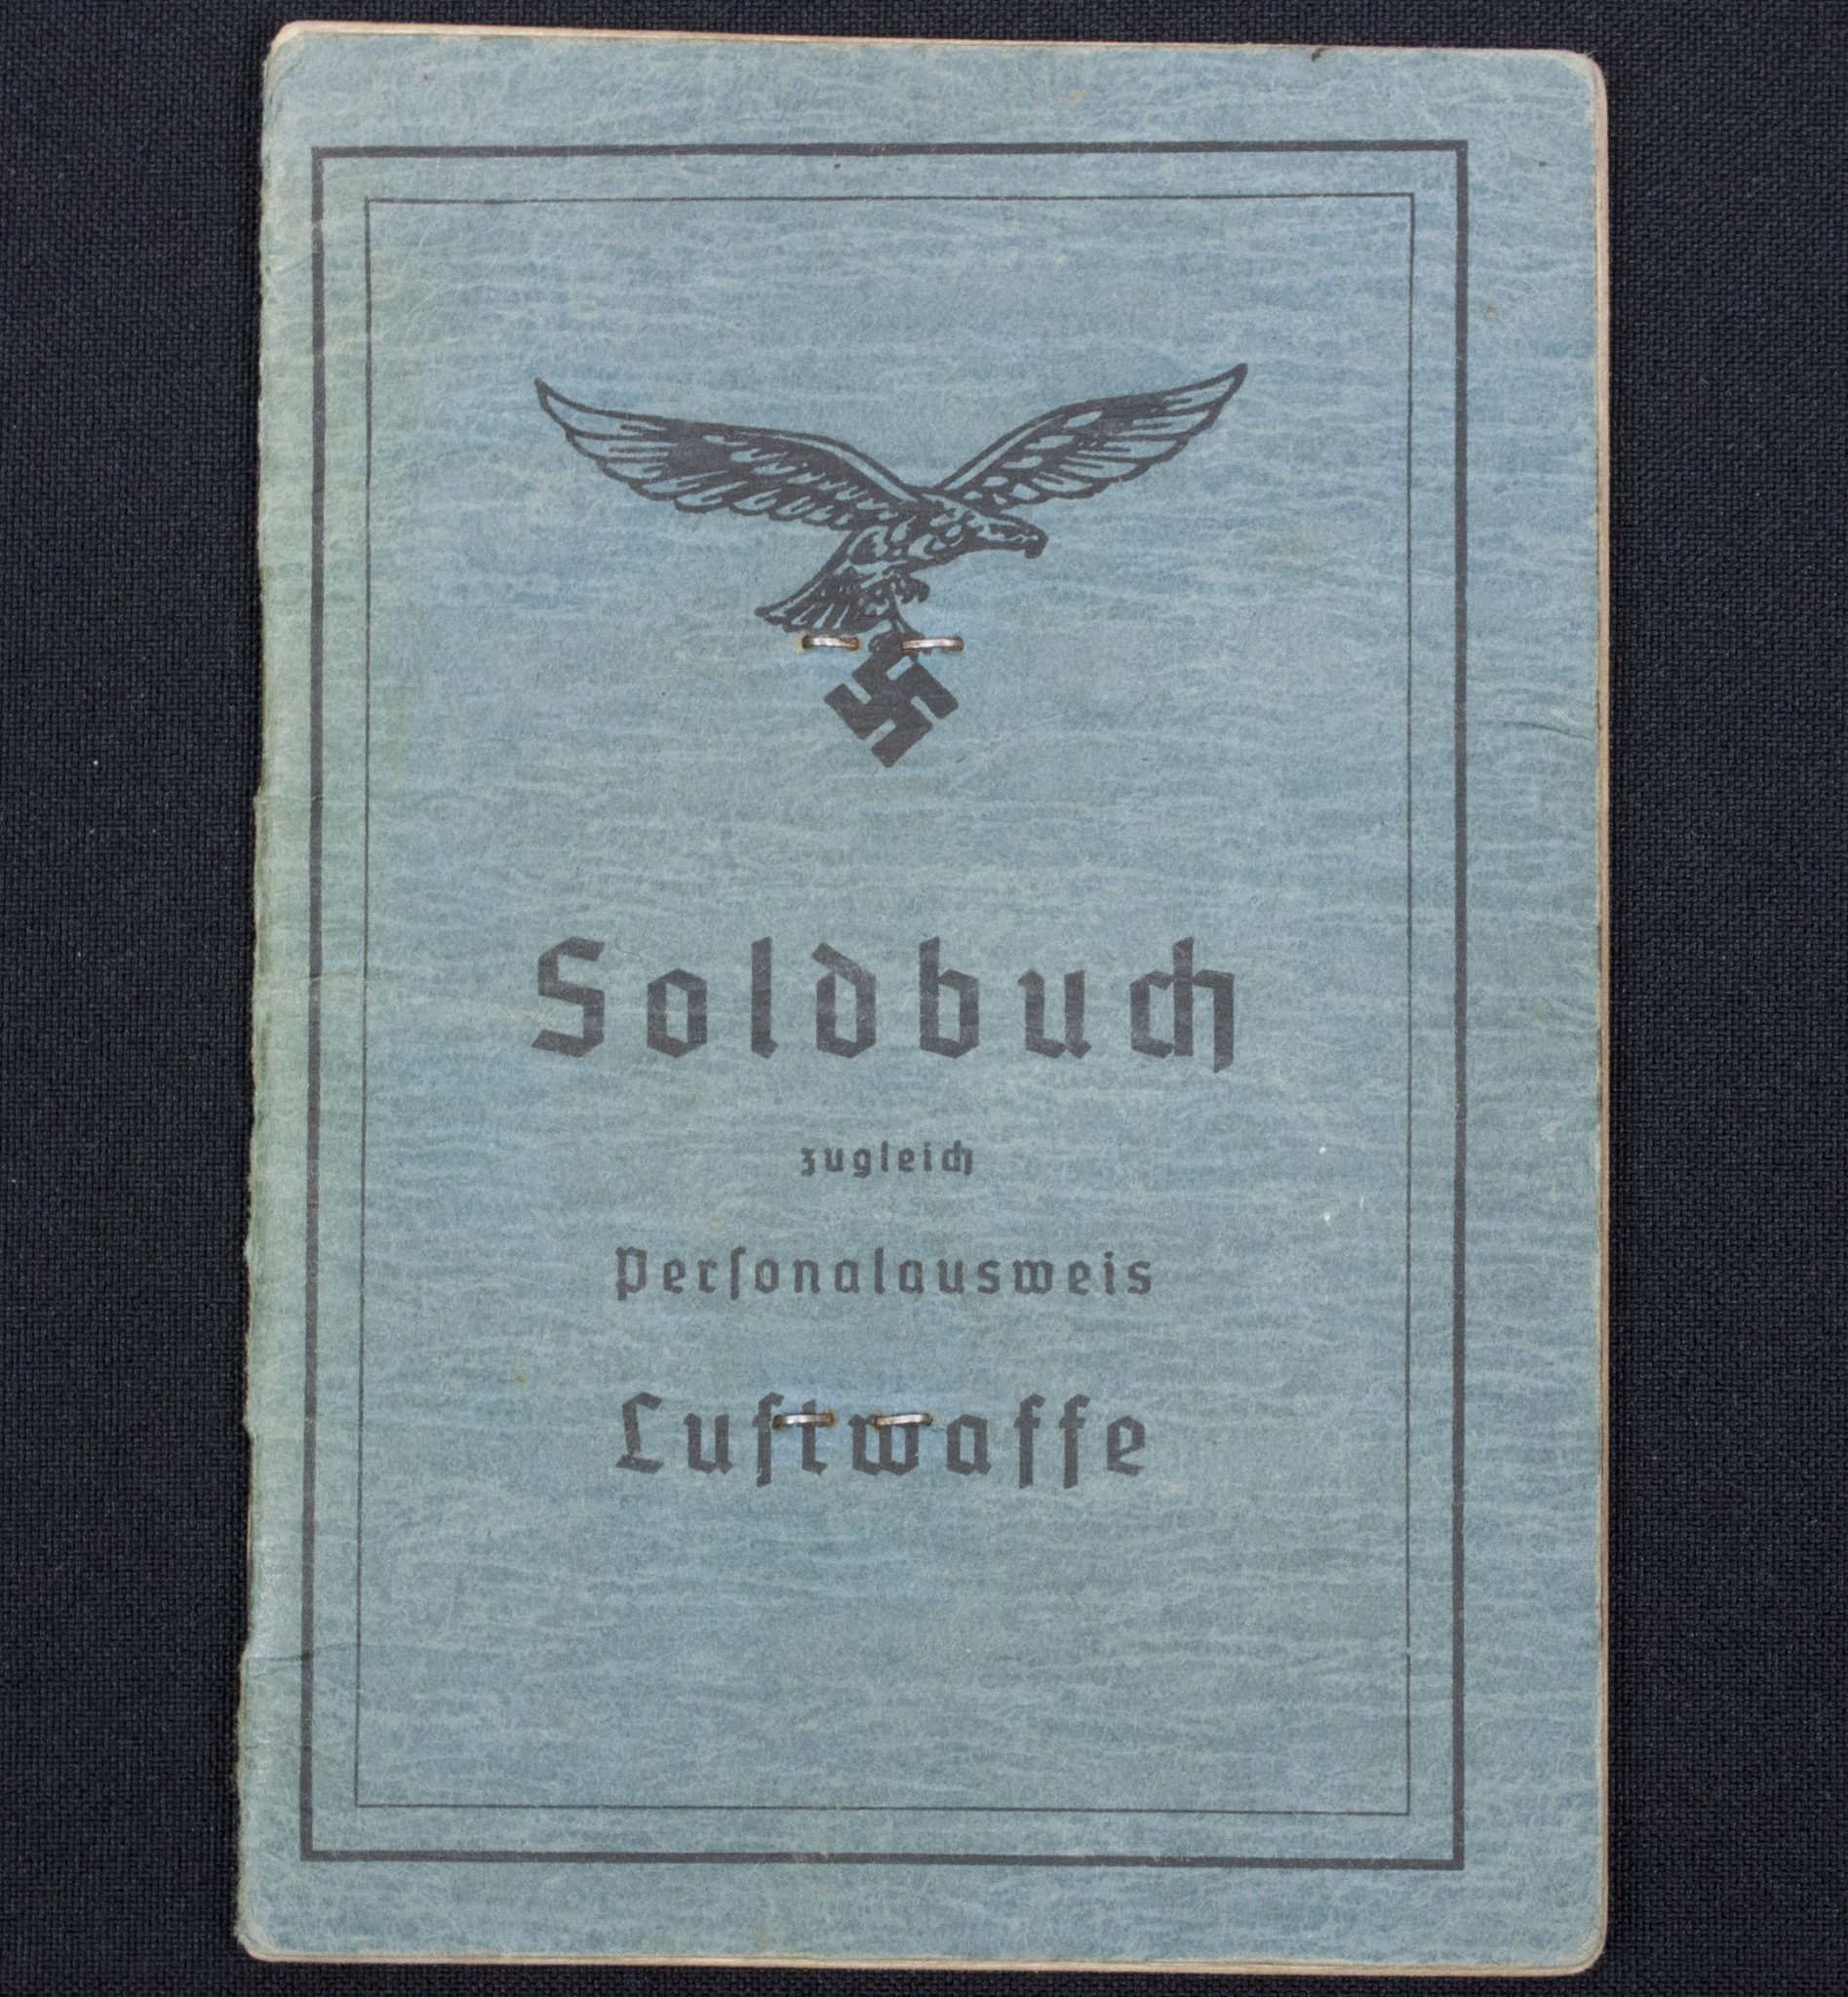 Soldbuch
zugleich
Perſonalausweis
Luftwaffe